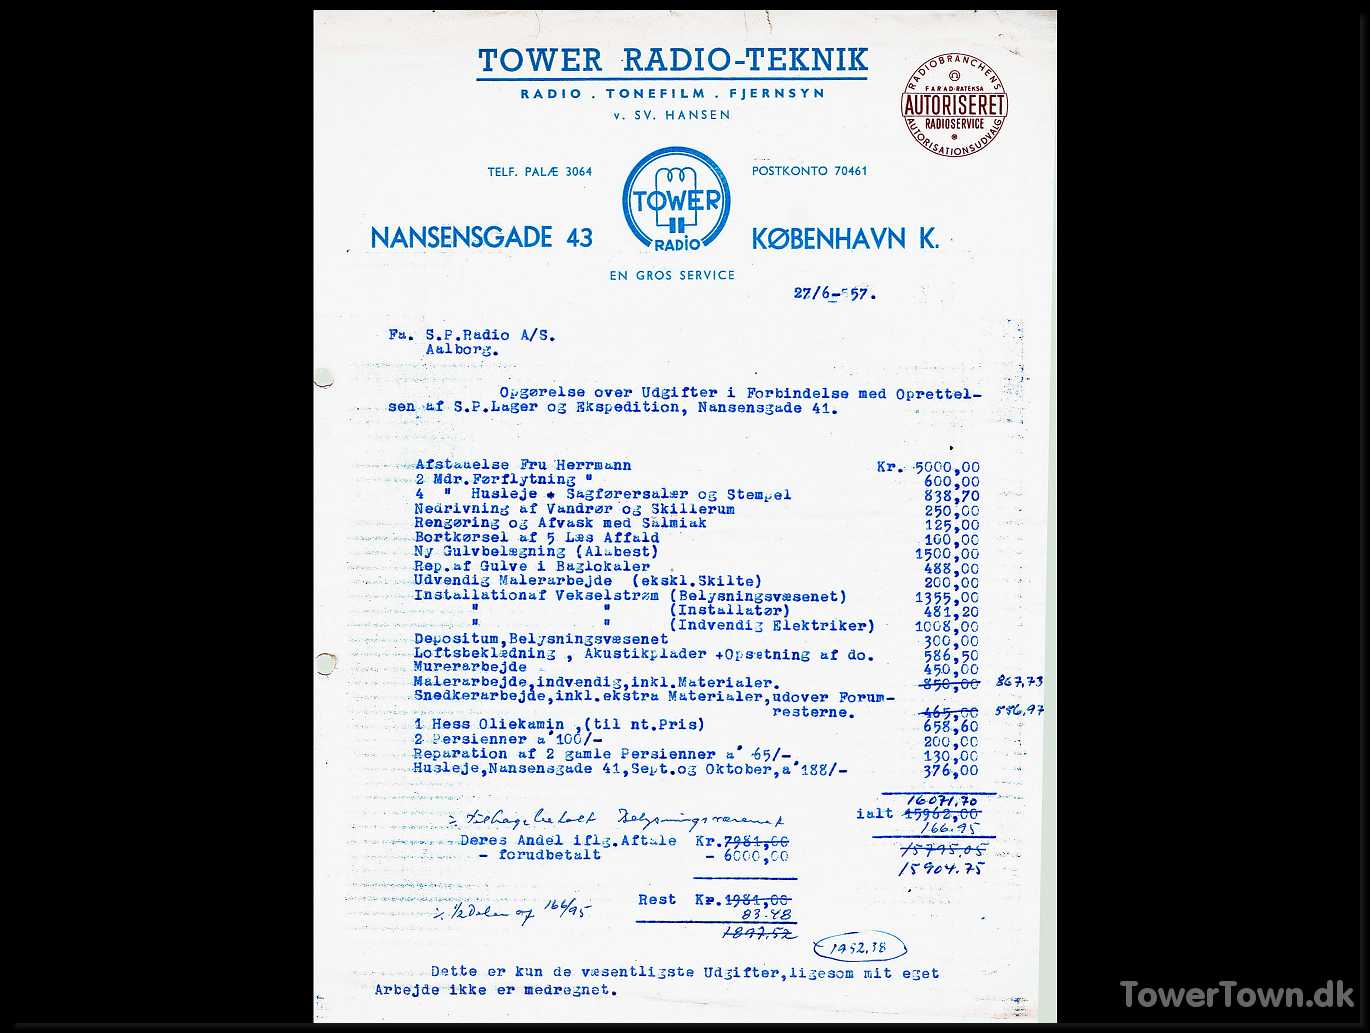 TOWER RADIO-TEKNIK
RADIO . TONEFILM . FJERNSYN
v. SV. HANSEN
RADIOBRANCHENS
FARAD-RATEKSA
AUTORISERET
RADIOSERVICE
AUTORISATIONSUDVALG
TELF. PALÆ 3064
POSTKONTO 70461
TOWER
RADIO
NANSENSGADE 43
KØBENHAVN K.
EN GROS SERVICE
27/6-57.
Fa. S.P.Radio A/S.
Aalborg.
Opgørelse over Udgifter i Forbindelse med Oprettel-
sen af S.P.Lager og Ekspedition, Nansensgade 41.
Afstauelse Fru Herrmann Kr. 5000,00
2 Mdr.Førflytning " 600,00
4 " Husleje + Sagførersalær og Stempel 838,70
Nedrivning af Vandrør og Skillerum 250,00
Rengøring og Afvask med Salmiak 125,00
Bortkørsel af 5 Læs Affald 100,00
Ny Gulvbelægning (Alabest) 1500,00
Rep.af Gulve i Baglokaler 488,00
Udvendig Malerarbejde (ekskl.Skilte) 200,00
Installationaf Vekselstrøm (Belysningsvæsenet) 1355,00
" " (Installatør) 481,20
" " (Indvendig Elektriker) 1008,00
Depositum,Belysningsvæsenet 300,00
Loftsbeklædning , Akustikplader +Opsætning af do. 586,50
Murerarbejde 450,00
Malerarbejde,indvendig,inkl.Materialer. 850,00 867,73
Snedkerarbejde,inkl.ekstra Materialer,udover Forum-
resterne. 465,00 556,97
1 Hess Oliekamin ,(til nt.Pris) 658,60
2 Persienner a' 100/- 200,00
Reparation af 2 gamle Persienner a' 65/- 130,00
Husleje,Nansensgade 41,Sept.og Oktober,a'188/- 376,00
16071,70
ialt 15962,00
÷ tilbagebetalt Belysningsvæsenet 166.95
Deres Andel iflg.Aftale Kr.7981,00
15795.05
- forudbetalt - 6000,00
15904.75
Rest Kr.1981,00
÷ 1/2 Delen af 166/95 83.48
1897.52
1952,38
Dette er kun de væsentligste Udgifter,ligesom mit eget
Arbejde ikke er medregnet.
TowerTown.dk